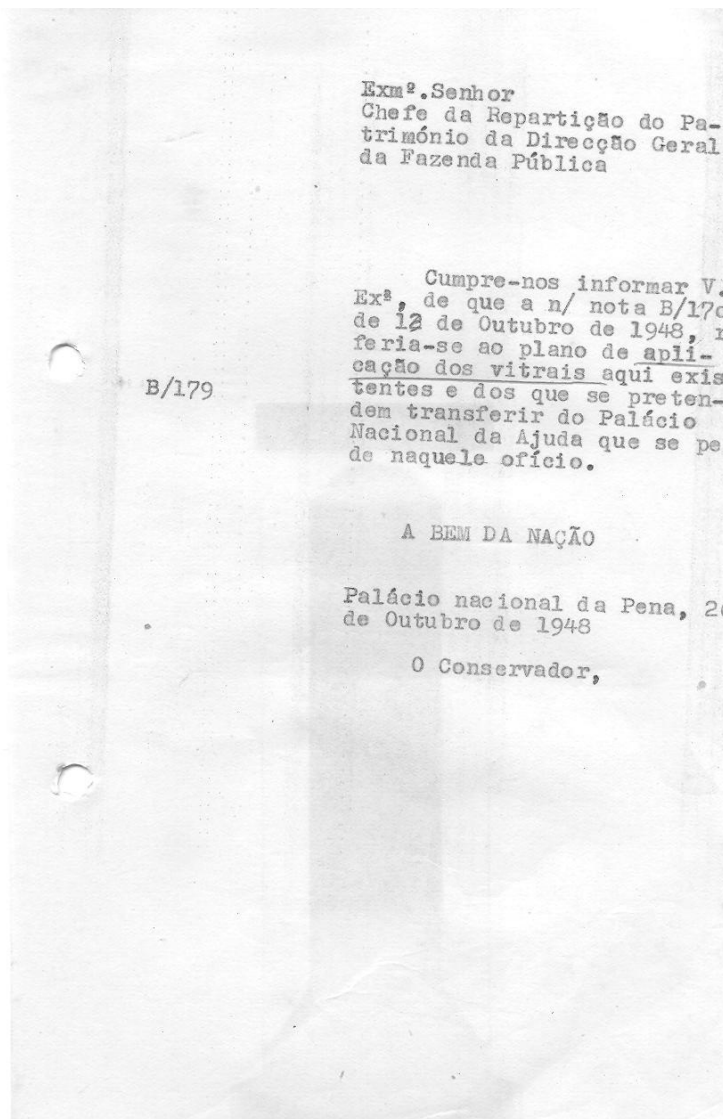 Exmº.Senhor
Chefe da Repartição do Pa-
trimónio da Direcção Geral
da Fazenda Pública
Cumpre-nos informar V.
Exª, de que a n/ nota
de 12 de Outubro de 1948,
feria-se ao plano de apli-
cação dos vitrais aqui exis
B/179
tentes e dos que se preten-
dem transferir do Palácio
Nacional da Ajuda que se pe
de naquele ofício.
A BEM DA NAÇÃO
Palácio nacional da Pena,
de Outubro de 1948
O Conservador,